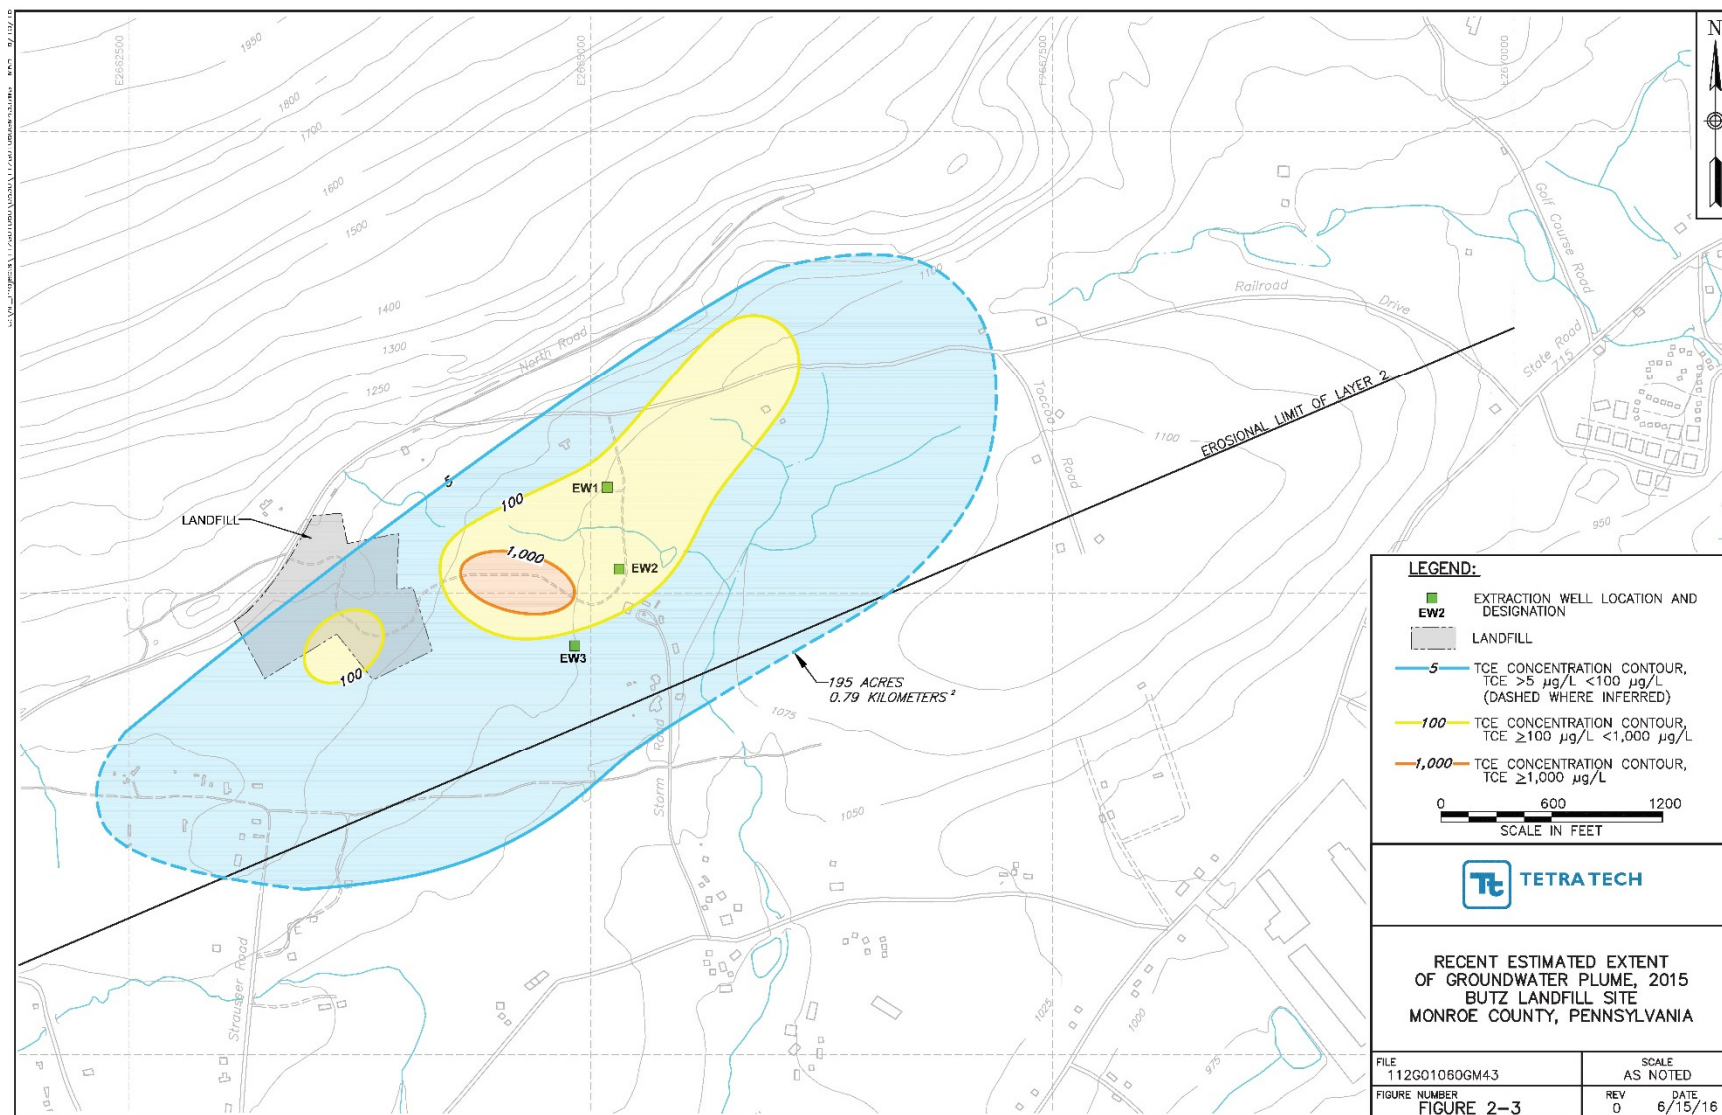 N
E2662500
E2665000
E2667500
E2670000
1950
1800
1700
1600
1500
1400
1300
1250
1100
North Road
Railroad
Drive
Golf Course Road
State Road
715
Tocco
Road
EROSIONAL LIMIT OF LAYER 2
1100
950
5
LANDFILL
100
EW1
1,000
EW2
EW3
100
195 ACRES
0.79 KILOMETERS²
1075
1050
Storm Road
Strausser Road
1025
1000
975
LEGEND:
EW2
EXTRACTION WELL LOCATION AND
DESIGNATION
LANDFILL
5 TCE CONCENTRATION CONTOUR,
TCE >5 µg/L <100 µg/L
(DASHED WHERE INFERRED)
100 TCE CONCENTRATION CONTOUR,
TCE ≥100 µg/L <1,000 µg/L
1,000 TCE CONCENTRATION CONTOUR,
TCE ≥1,000 µg/L
0 600 1200
SCALE IN FEET
Tt TETRA TECH
RECENT ESTIMATED EXTENT
OF GROUNDWATER PLUME, 2015
BUTZ LANDFILL SITE
MONROE COUNTY, PENNSYLVANIA
FILE
112G01060GM43
SCALE
AS NOTED
FIGURE NUMBER
FIGURE 2-3
REV
0
DATE
6/15/16